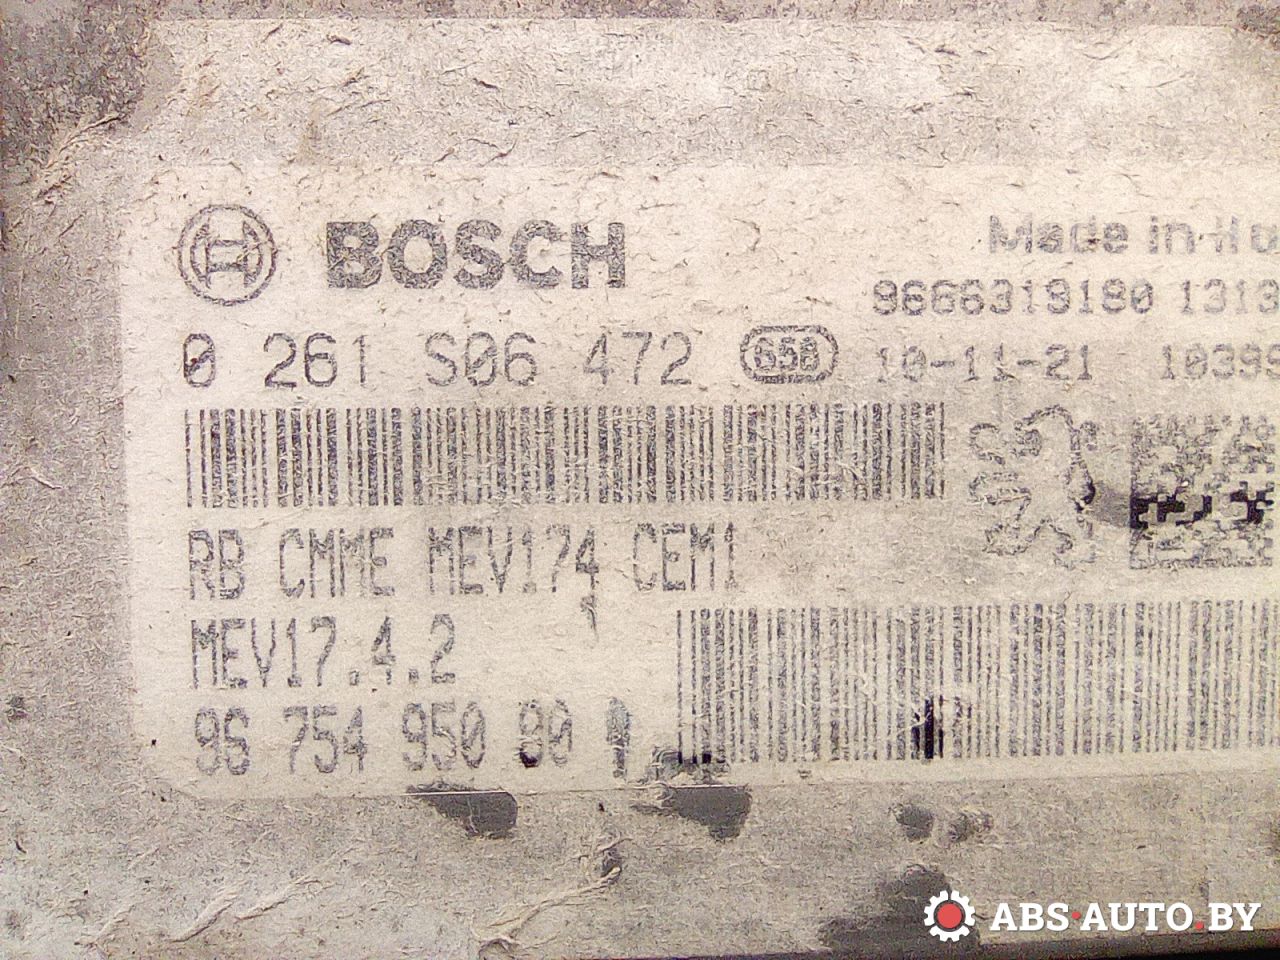 BOSCH
Made in Hu
9666319180 1313
0 261 S06 472 658 10-11-21 1039S
RB CMME MEV174 CEM1
MEV17.4.2
96 754 950 80
ABS·AUTO.BY